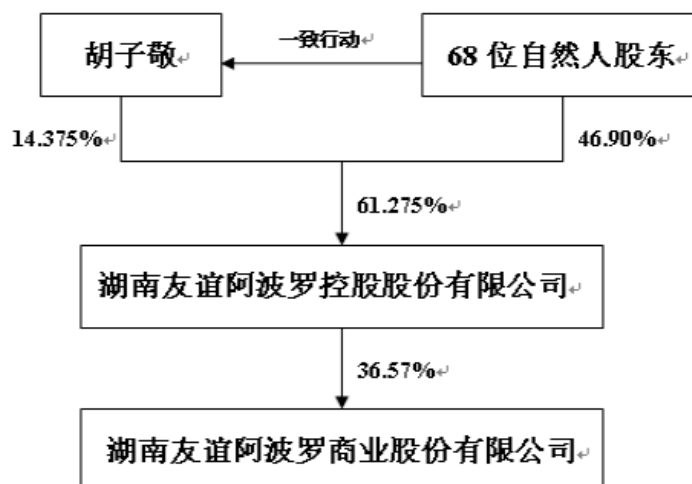 胡子敬
一致行动↵
68 位自然人股东
14.375%↵
46.90%↵
61.275%↵
湖南友谊阿波罗控股股份有限公司↵
36.57%↵
湖南友谊阿波罗商业股份有限公司↵